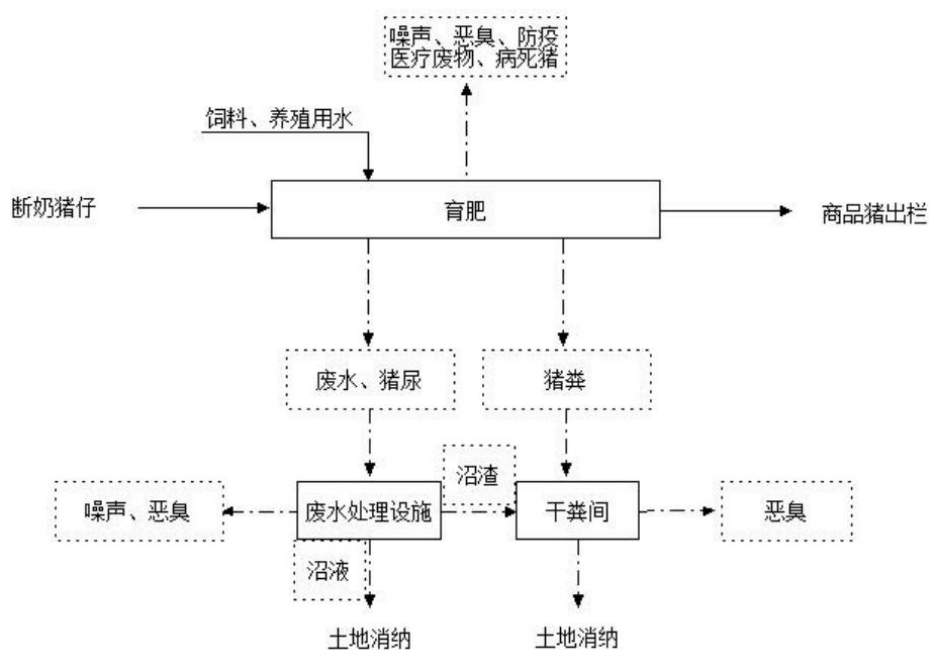 噪声、恶臭、防疫
医疗废物、病死猪
饲料、养殖用水
断奶猪仔
育肥
商品猪出栏
废水、猪尿
猪粪
沼渣
噪声、恶臭
废水处理设施
干粪间
恶臭
沼液
土地消纳
土地消纳